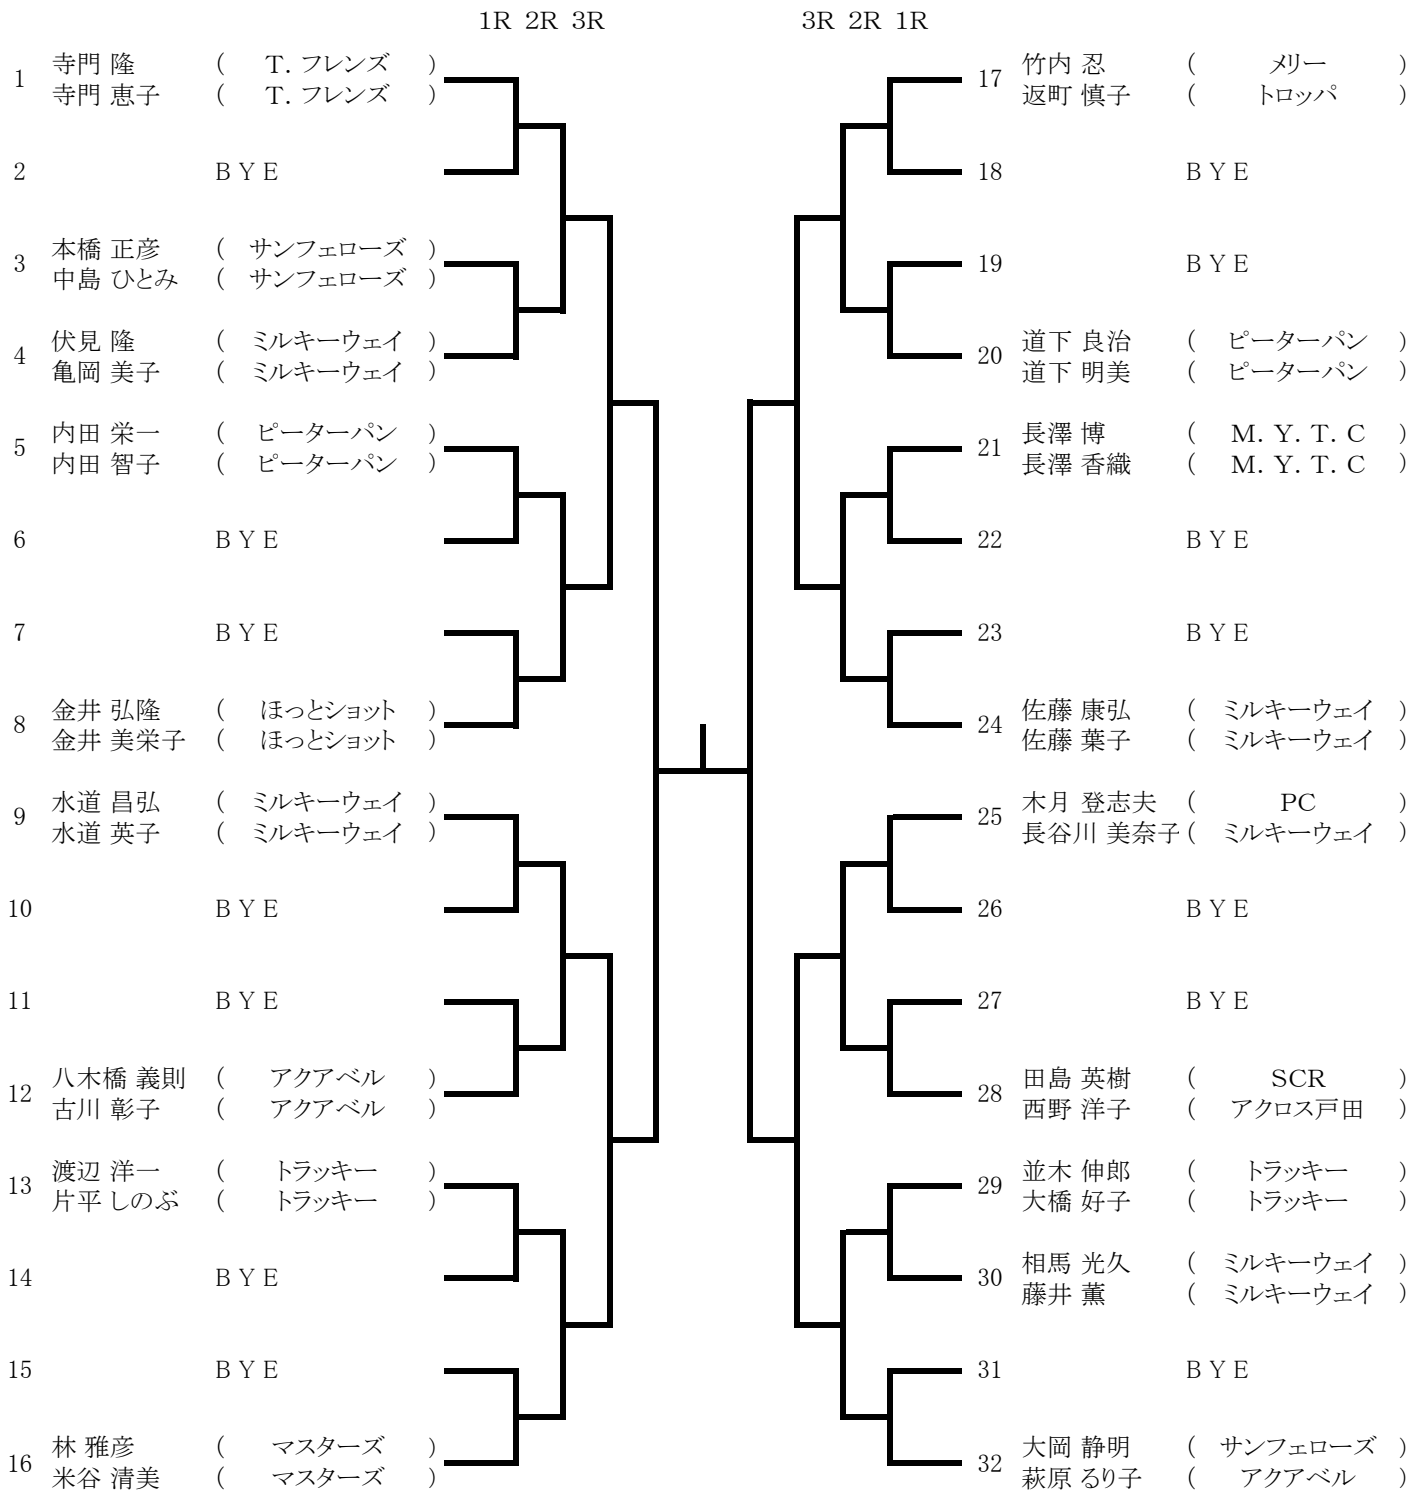 1R 2R 3R 3R 2R 1R
1 寺門 隆 ( T. フレンズ )
寺門 恵子 ( T. フレンズ )
2 BYE
3 本橋 正彦 ( サンフェローズ )
中島 ひとみ ( サンフェローズ )
4 伏見 隆 ( ミルキーウェイ )
亀岡 美子 ( ミルキーウェイ )
5 内田 栄一 ( ピーターパン )
内田 智子 ( ピーターパン )
6 BYE
7 BYE
8 金井 弘隆 ( ほっとショット )
金井 美栄子 ( ほっとショット )
9 水道 昌弘 ( ミルキーウェイ )
水道 英子 ( ミルキーウェイ )
10 BYE
11 BYE
12 八木橋 義則 ( アクアベル )
古川 彰子 ( アクアベル )
13 渡辺 洋一 ( トラッキー )
片平 しのぶ ( トラッキー )
14 BYE
15 BYE
16 林 雅彦 ( マスターズ )
米谷 清美 ( マスターズ )
17 竹内 忍 ( メリー )
返町 慎子 ( トロッパ )
18 BYE
19 BYE
20 道下 良治 ( ピーターパン )
道下 明美 ( ピーターパン )
21 長澤 博 ( M. Y. T. C )
長澤 香織 ( M. Y. T. C )
22 BYE
23 BYE
24 佐藤 康弘 ( ミルキーウェイ )
佐藤 葉子 ( ミルキーウェイ )
25 木月 登志夫 ( PC )
長谷川 美奈子 ( ミルキーウェイ )
26 BYE
27 BYE
28 田島 英樹 ( SCR )
西野 洋子 ( アクロス戸田 )
29 並木 伸郎 ( トラッキー )
大橋 好子 ( トラッキー )
30 相馬 光久 ( ミルキーウェイ )
藤井 薫 ( ミルキーウェイ )
31 BYE
32 大岡 静明 ( サンフェローズ )
萩原 るり子 ( アクアベル )